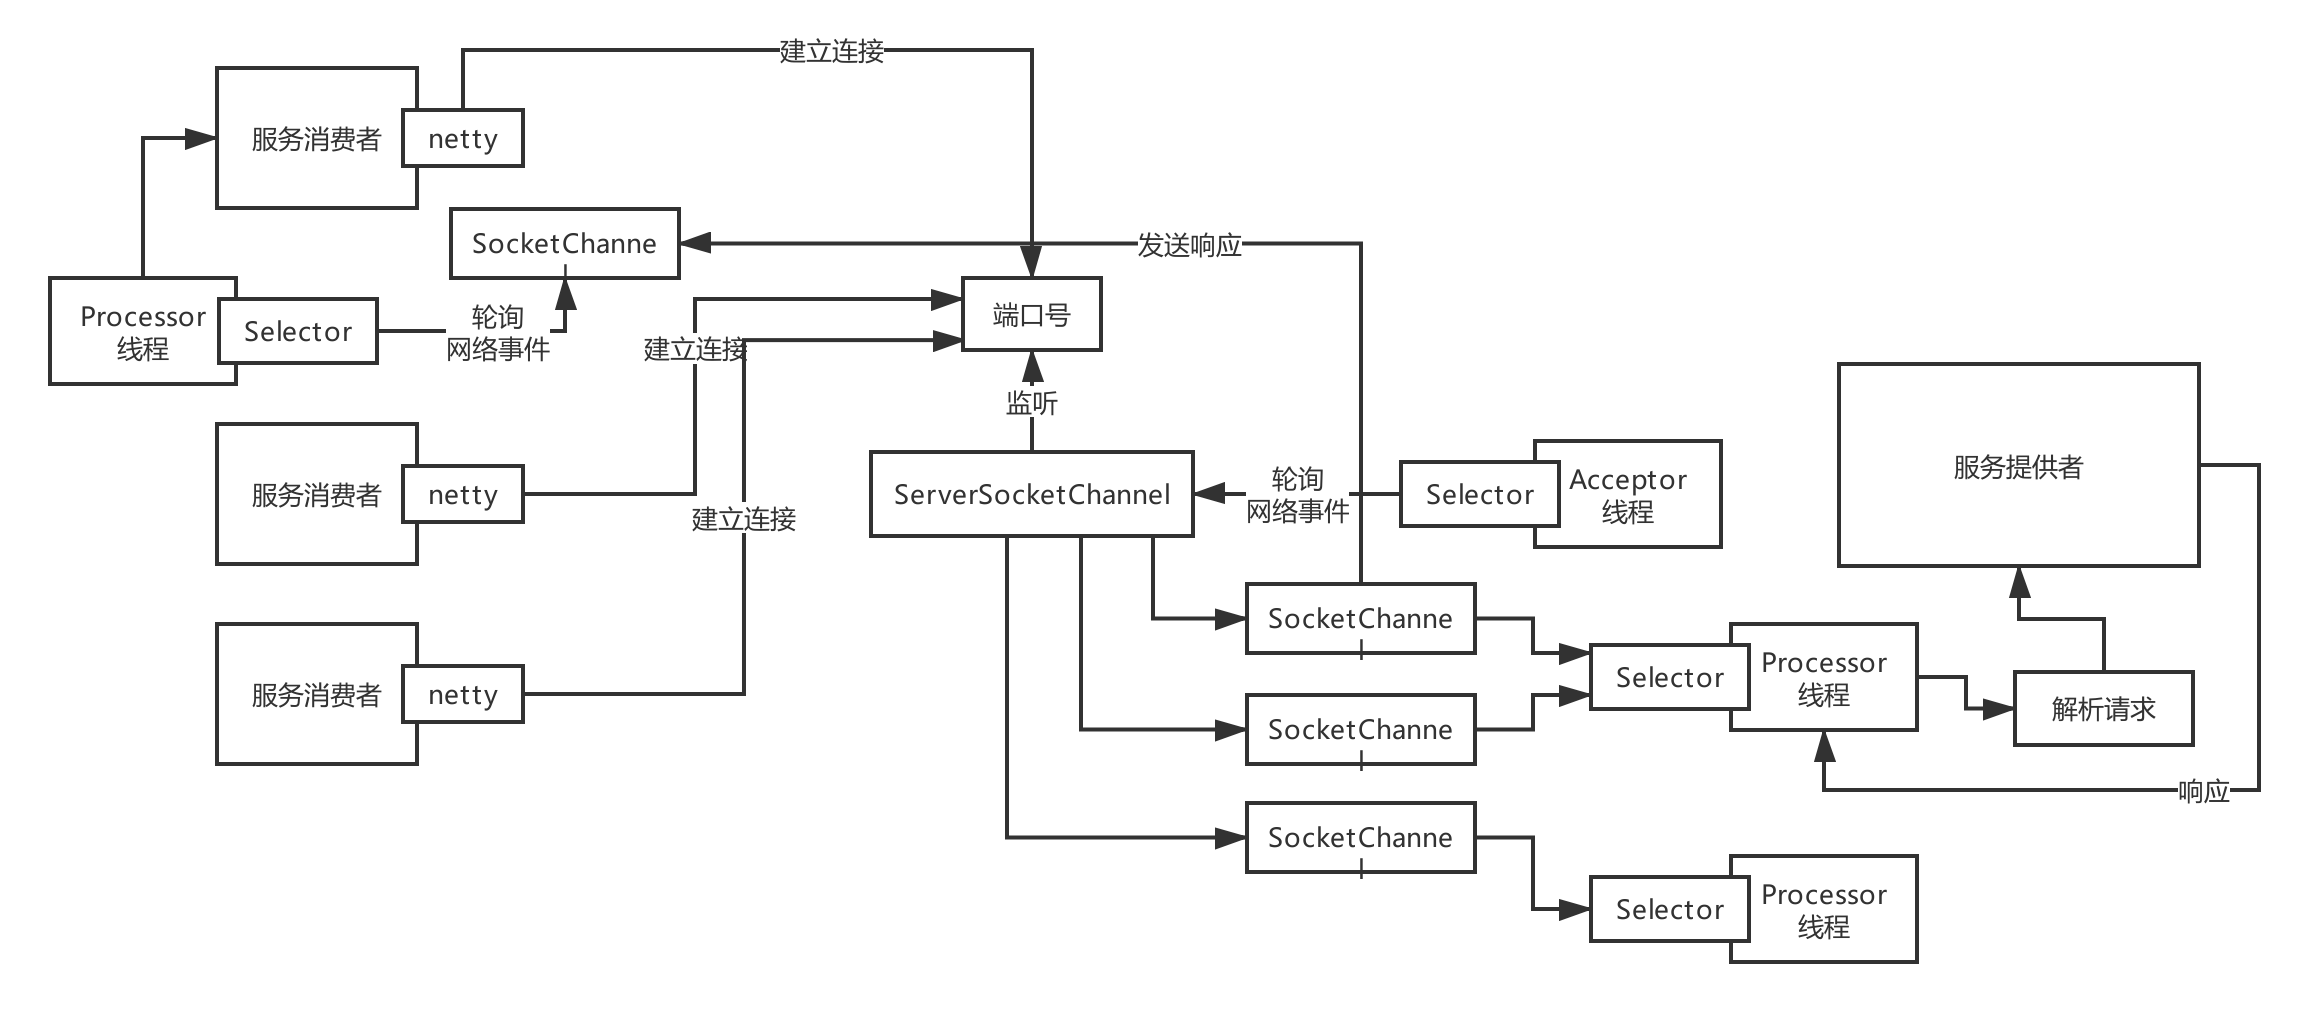 建立连接
服务消费者
netty
SocketChanne
l
发送响应
Processor
线程
Selector
轮询
网络事件
端口号
建立连接
监听
服务消费者
netty
建立连接
ServerSocketChannel
轮询
网络事件
Selector
Acceptor
线程
服务提供者
服务消费者
netty
SocketChanne
l
SocketChanne
l
SocketChanne
l
Selector
Processor
线程
解析请求
响应
Selector
Processor
线程